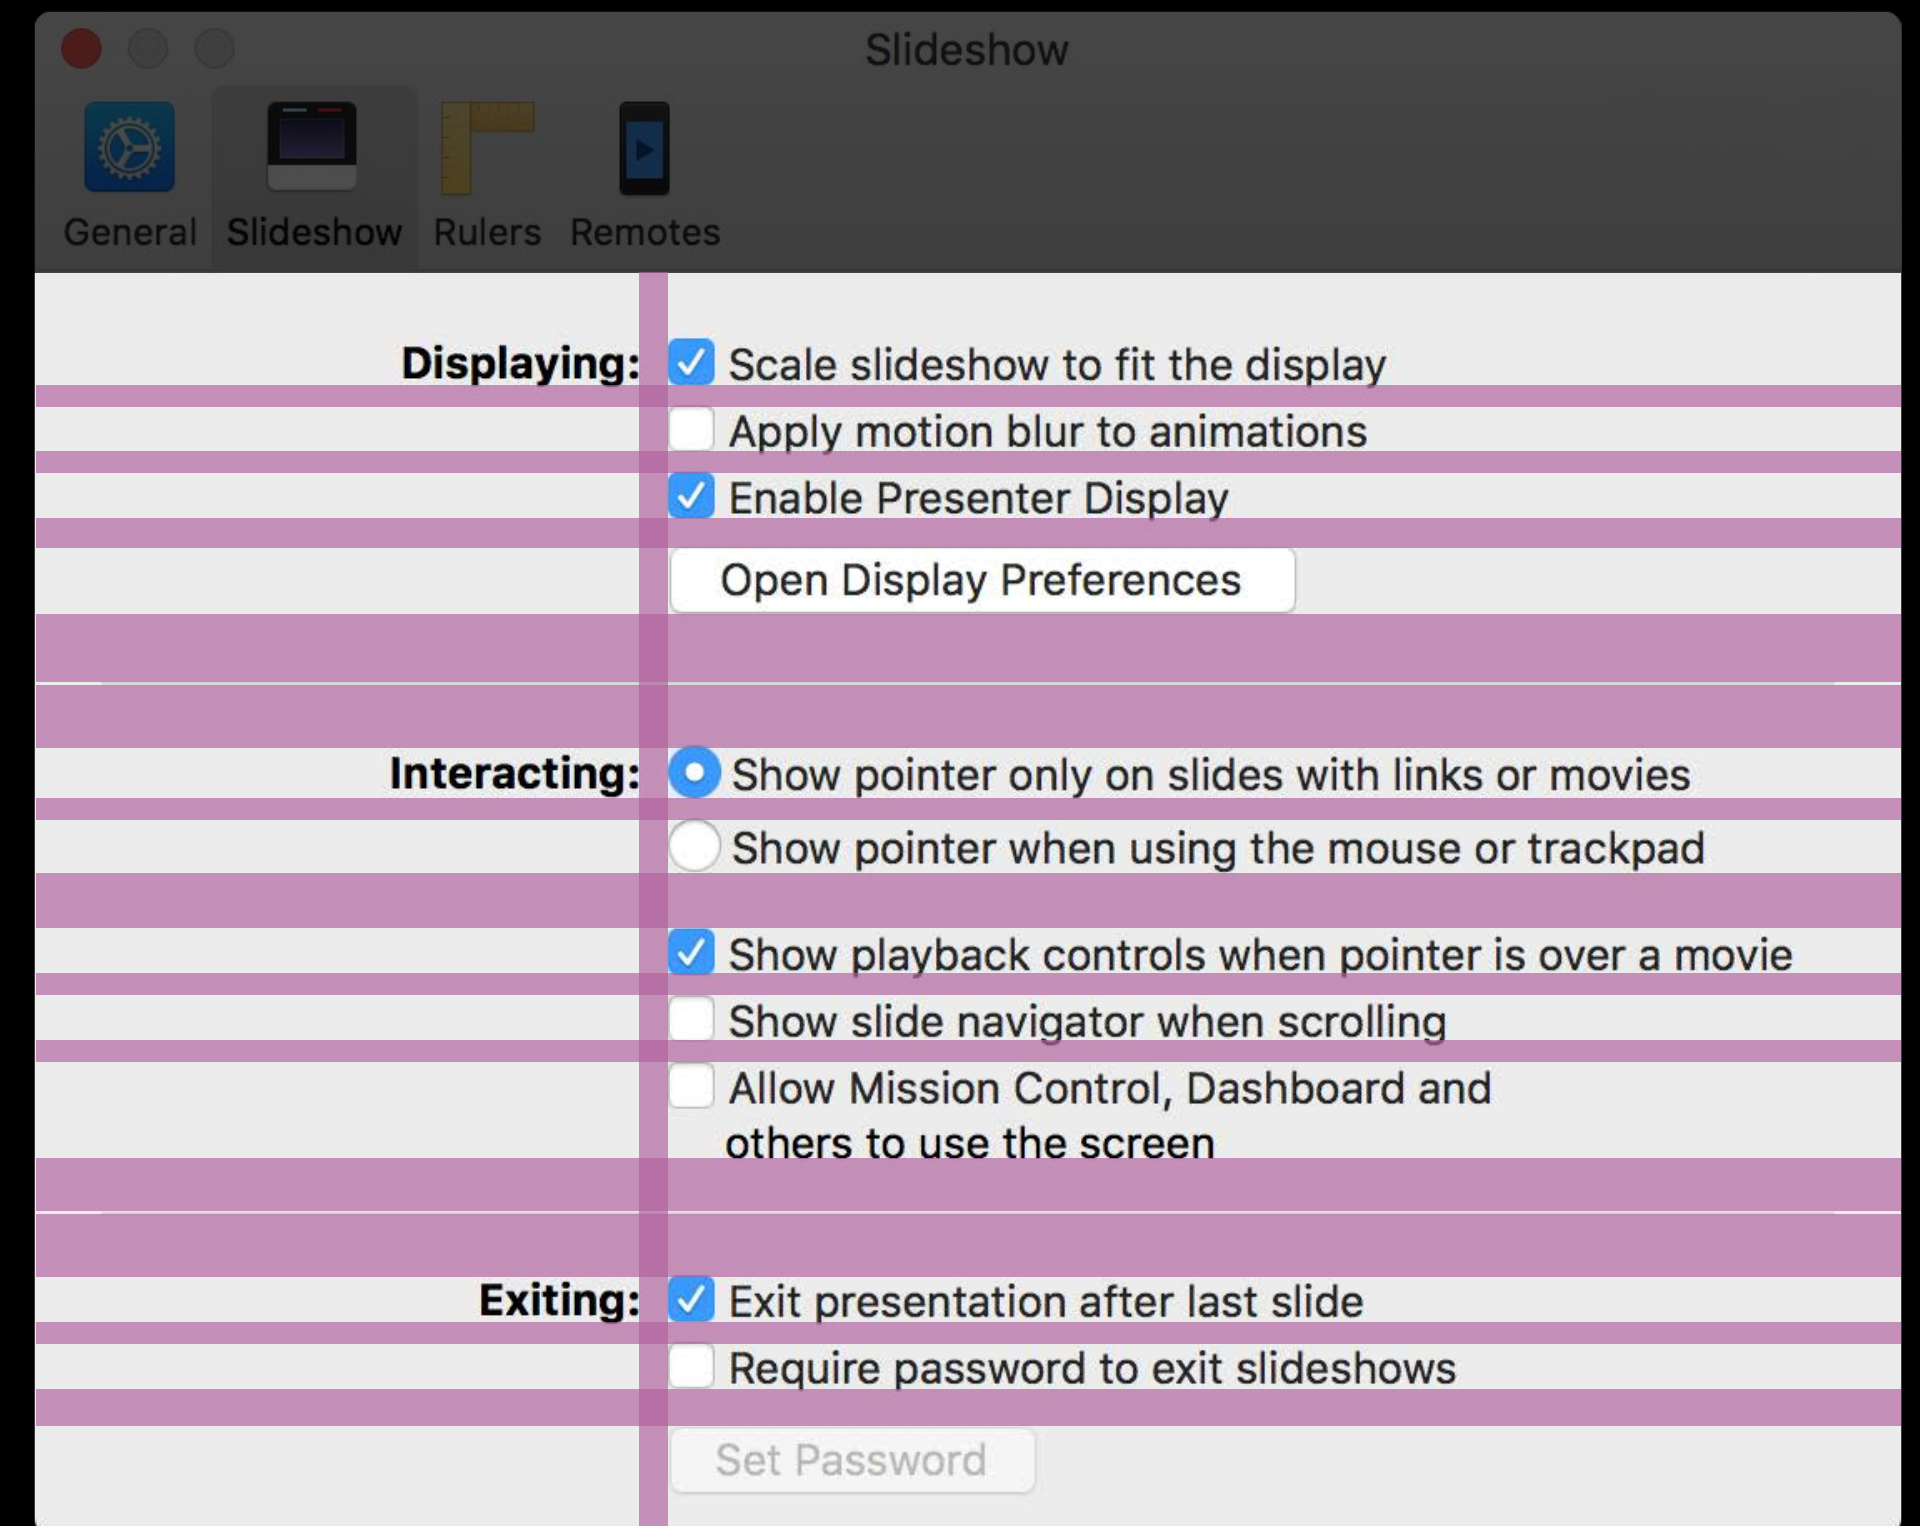 Slideshow
General Slideshow Rulers Remotes
Displaying: Scale slideshow to fit the display
Apply motion blur to animations
Enable Presenter Display
Open Display Preferences
Interacting: Show pointer only on slides with links or movies
Show pointer when using the mouse or trackpad
Show playback controls when pointer is over a movie
Show slide navigator when scrolling
Allow Mission Control, Dashboard and
others to use the screen
Exiting: Exit presentation after last slide
Require password to exit slideshows
Set Password